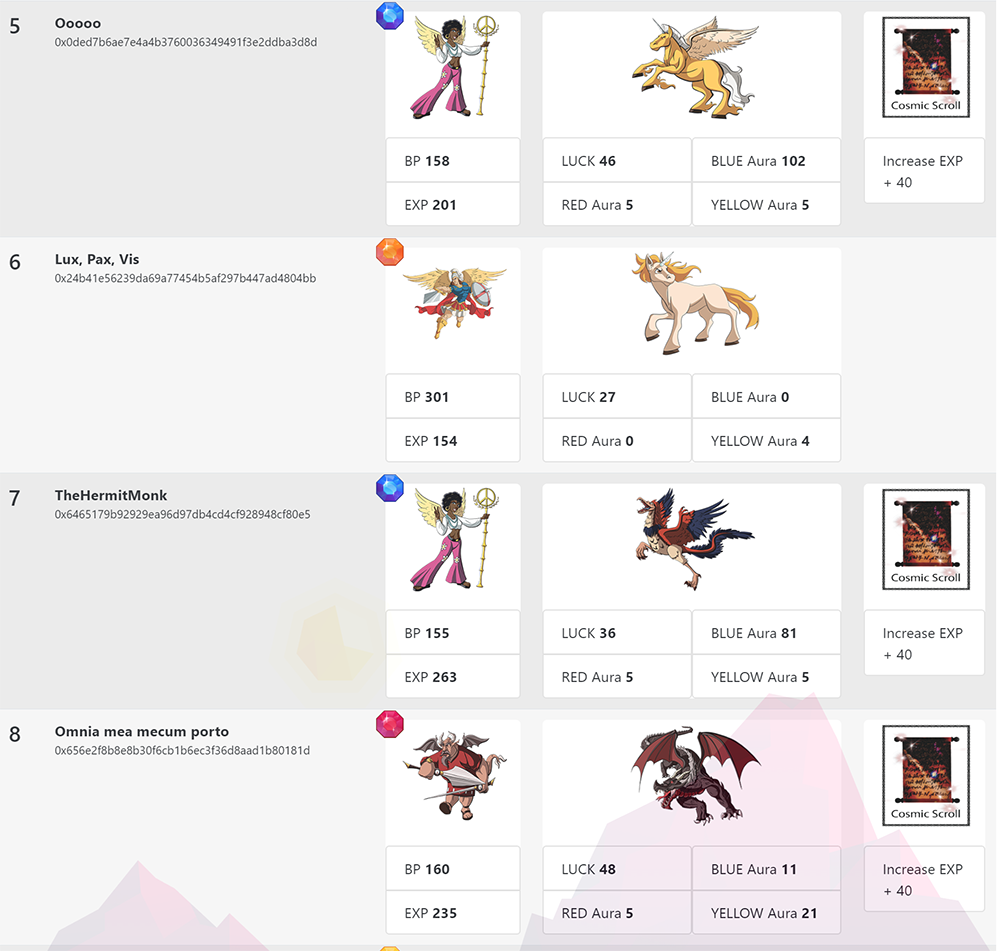 5
Ooooo
0x0ded7b6ae7e4a4b3760036349491f3e2ddba3d8d
Cosmic Scroll
BP 158
LUCK 46
BLUE Aura 102
Increase EXP
+ 40
EXP 201
RED Aura 5
YELLOW Aura 5
6
Lux, Pax, Vis
0x24b41e56239da69a77454b5af297b447ad4804bb
BP 301
LUCK 27
BLUE Aura 0
EXP 154
RED Aura 0
YELLOW Aura 4
7
TheHermitMonk
0x6465179b92929ea96d97db4cd4cf928948cf80e5
Cosmic Scroll
BP 155
LUCK 36
BLUE Aura 81
Increase EXP
+ 40
EXP 263
RED Aura 5
YELLOW Aura 5
8
Omnia mea mecum porto
0x656e2f8b8e8b30f6cb1b6ec3f36d8aad1b80181d
Cosmic Scroll
BP 160
LUCK 48
BLUE Aura 11
Increase EXP
+ 40
EXP 235
RED Aura 5
YELLOW Aura 21